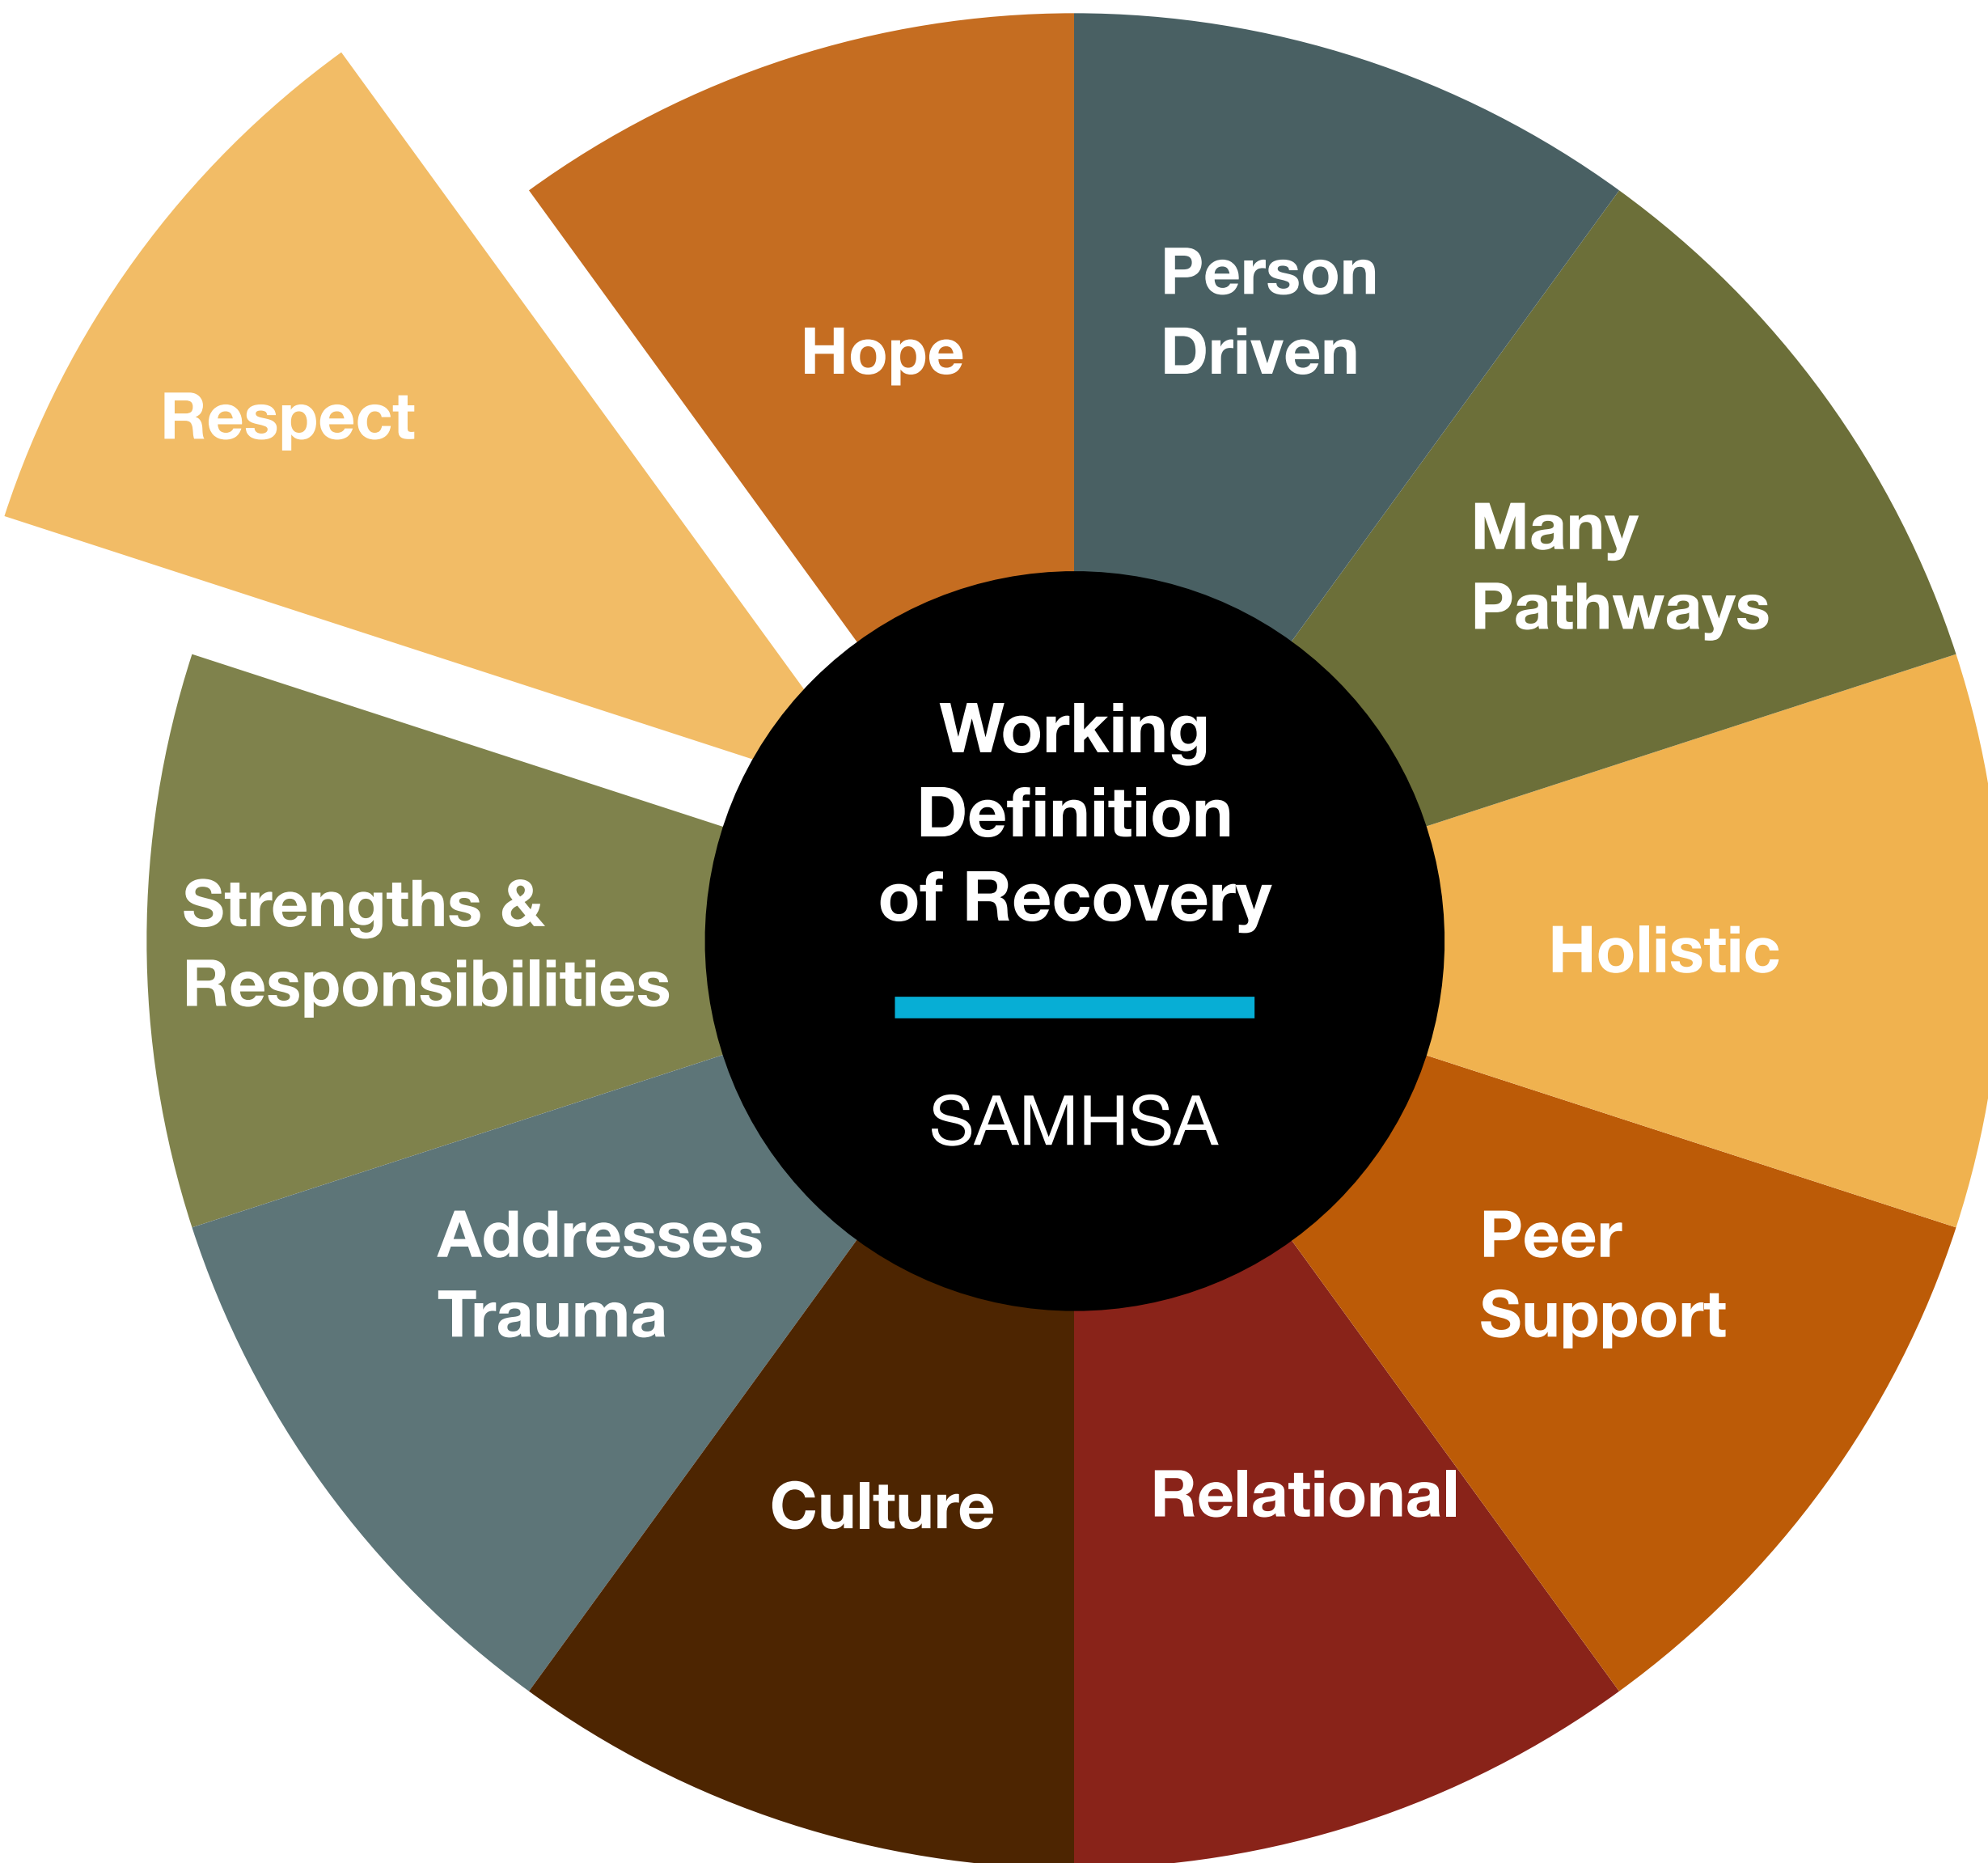 Person
Driven
Hope
Respect
Many
Pathways
Working
Definition
of Recovery
SAMHSA
Strengths &
Responsibilities
Holistic
Addresses
Trauma
Peer
Support
Culture
Relational